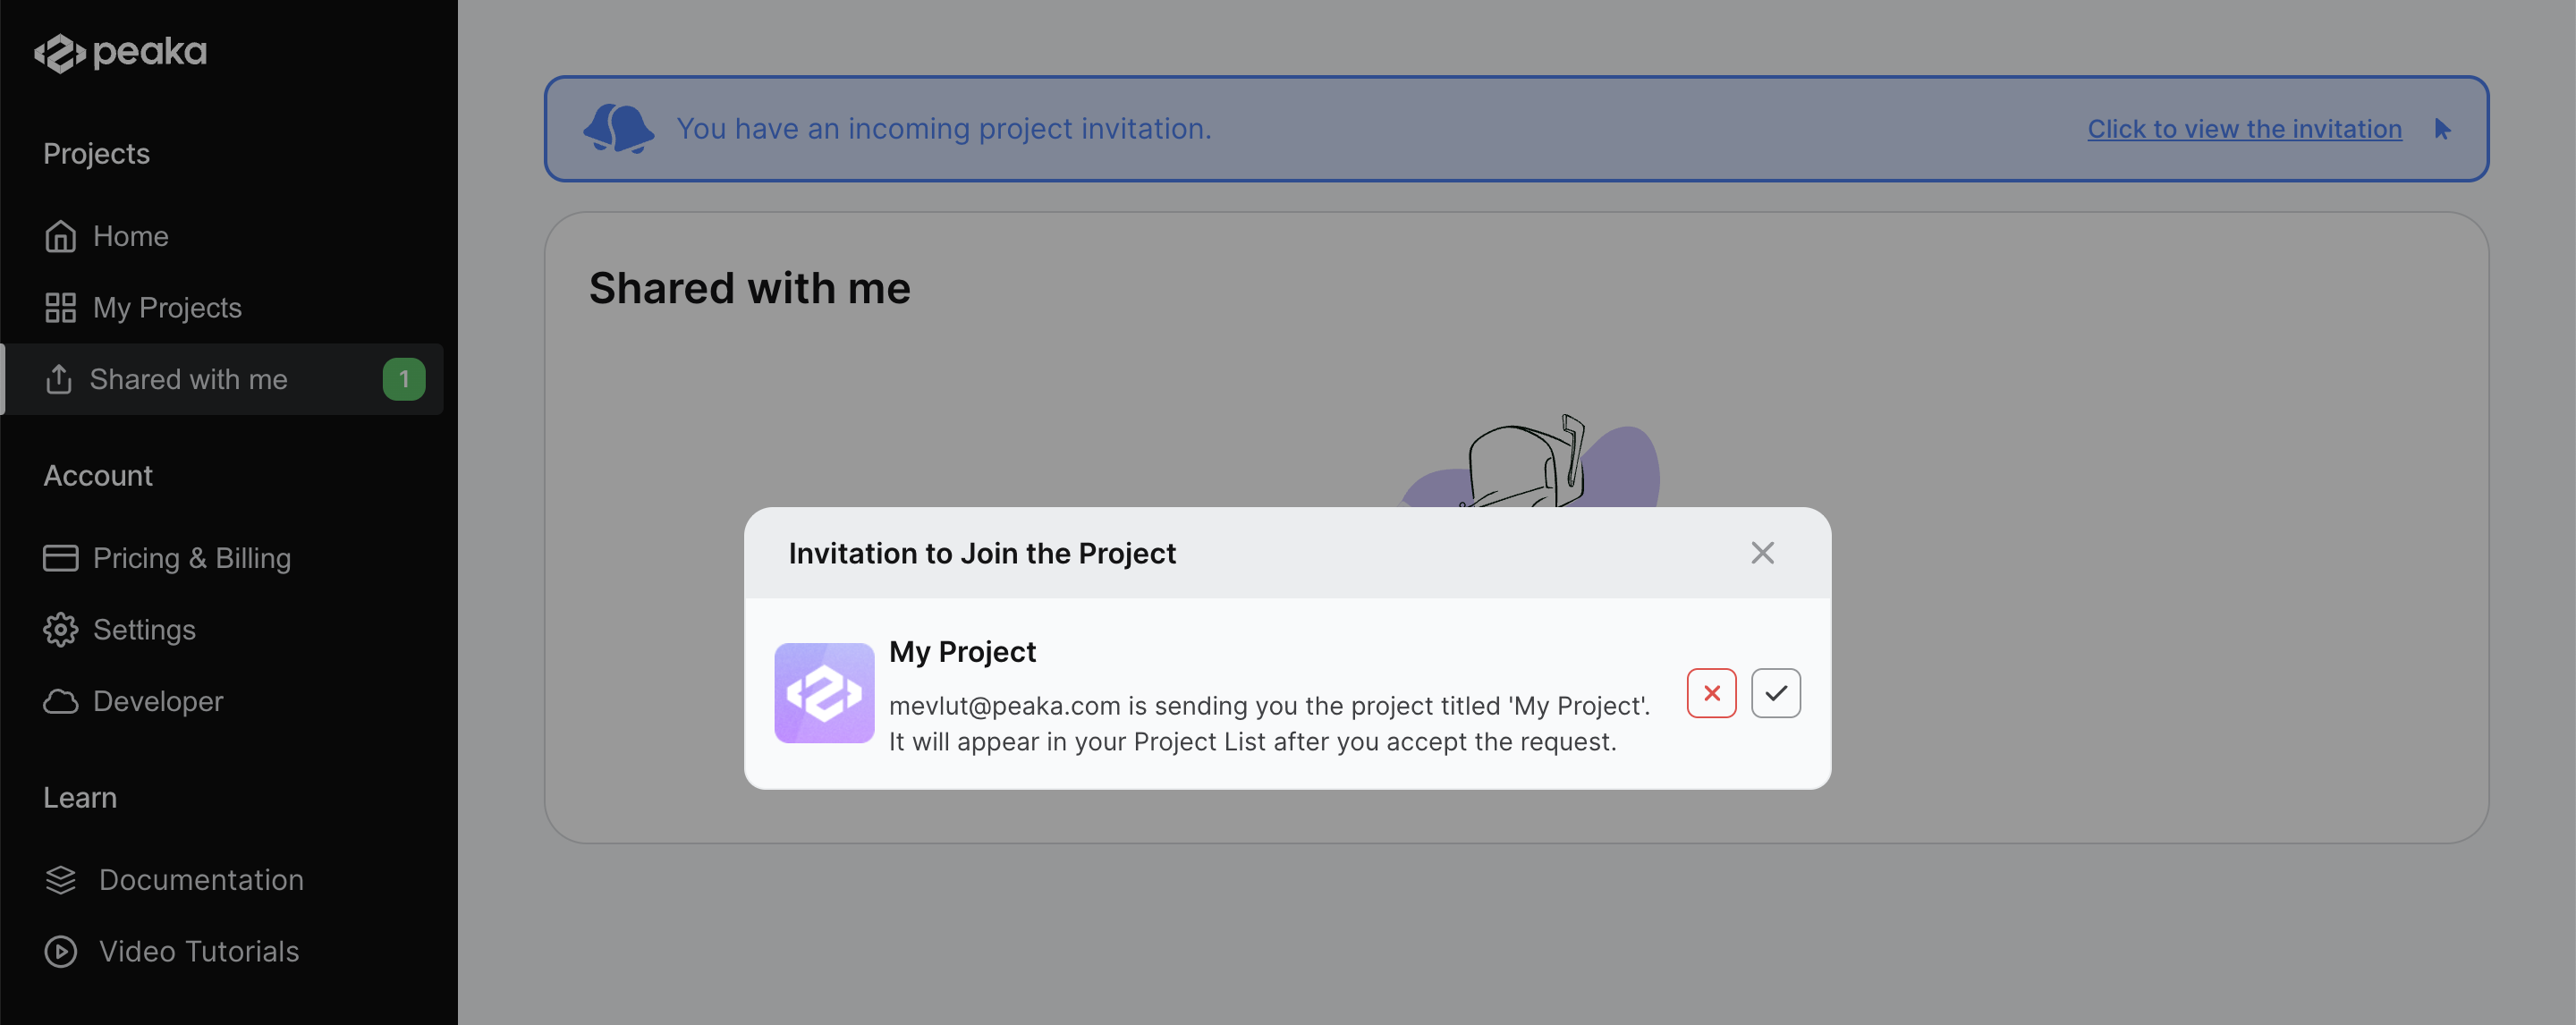 peaka
Projects
Home
My Projects
Shared with me 1
Account
Pricing & Billing
Settings
Developer
Learn
Documentation
Video Tutorials
You have an incoming project invitation. Click to view the invitation
Shared with me
Invitation to Join the Project
My Project
mevlut@peaka.com is sending you the project titled 'My Project'.
It will appear in your Project List after you accept the request.